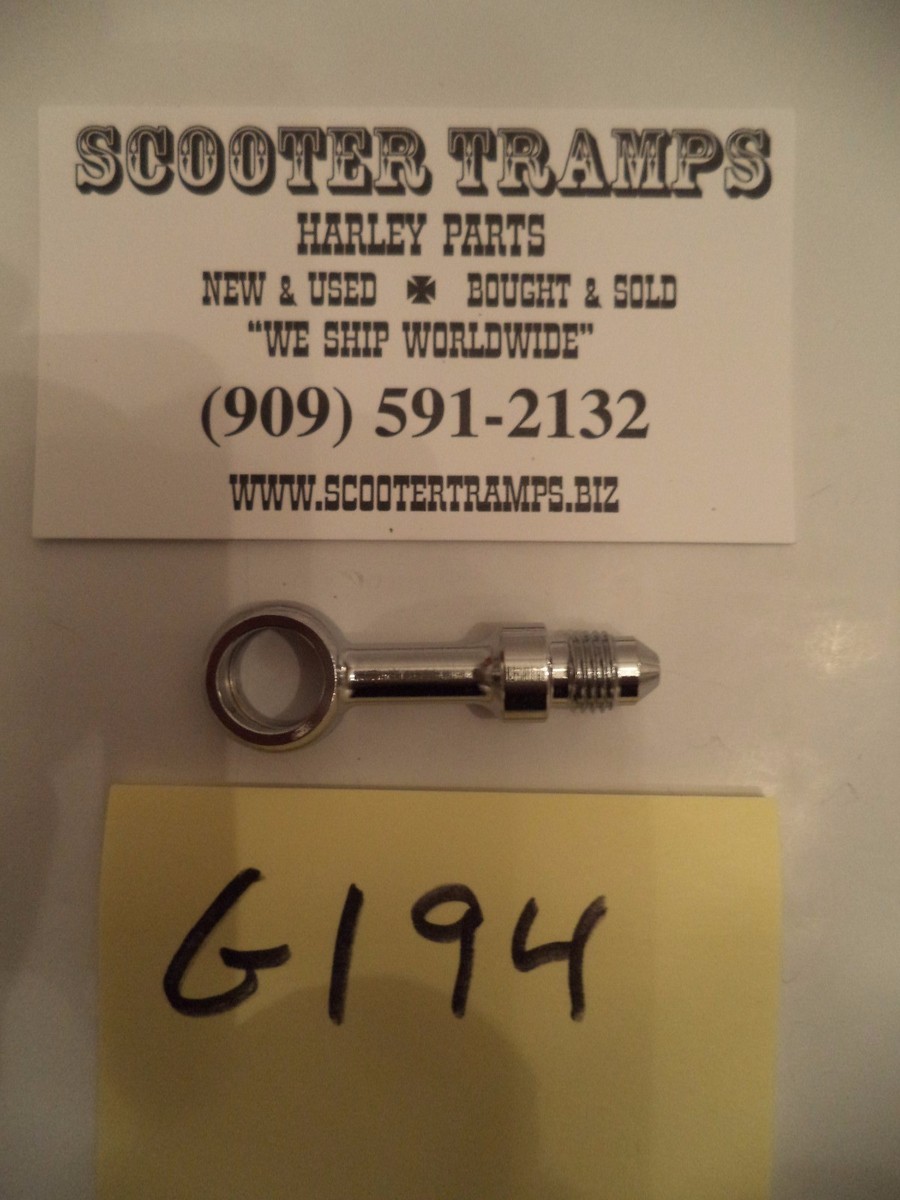 SCOOTER TRAMPS
HARLEY PARTS
NEW & USED ✠ BOUGHT & SOLD
"WE SHIP WORLDWIDE"
(909) 591-2132
WWW.SCOOTERTRAMPS.BIZ
G194